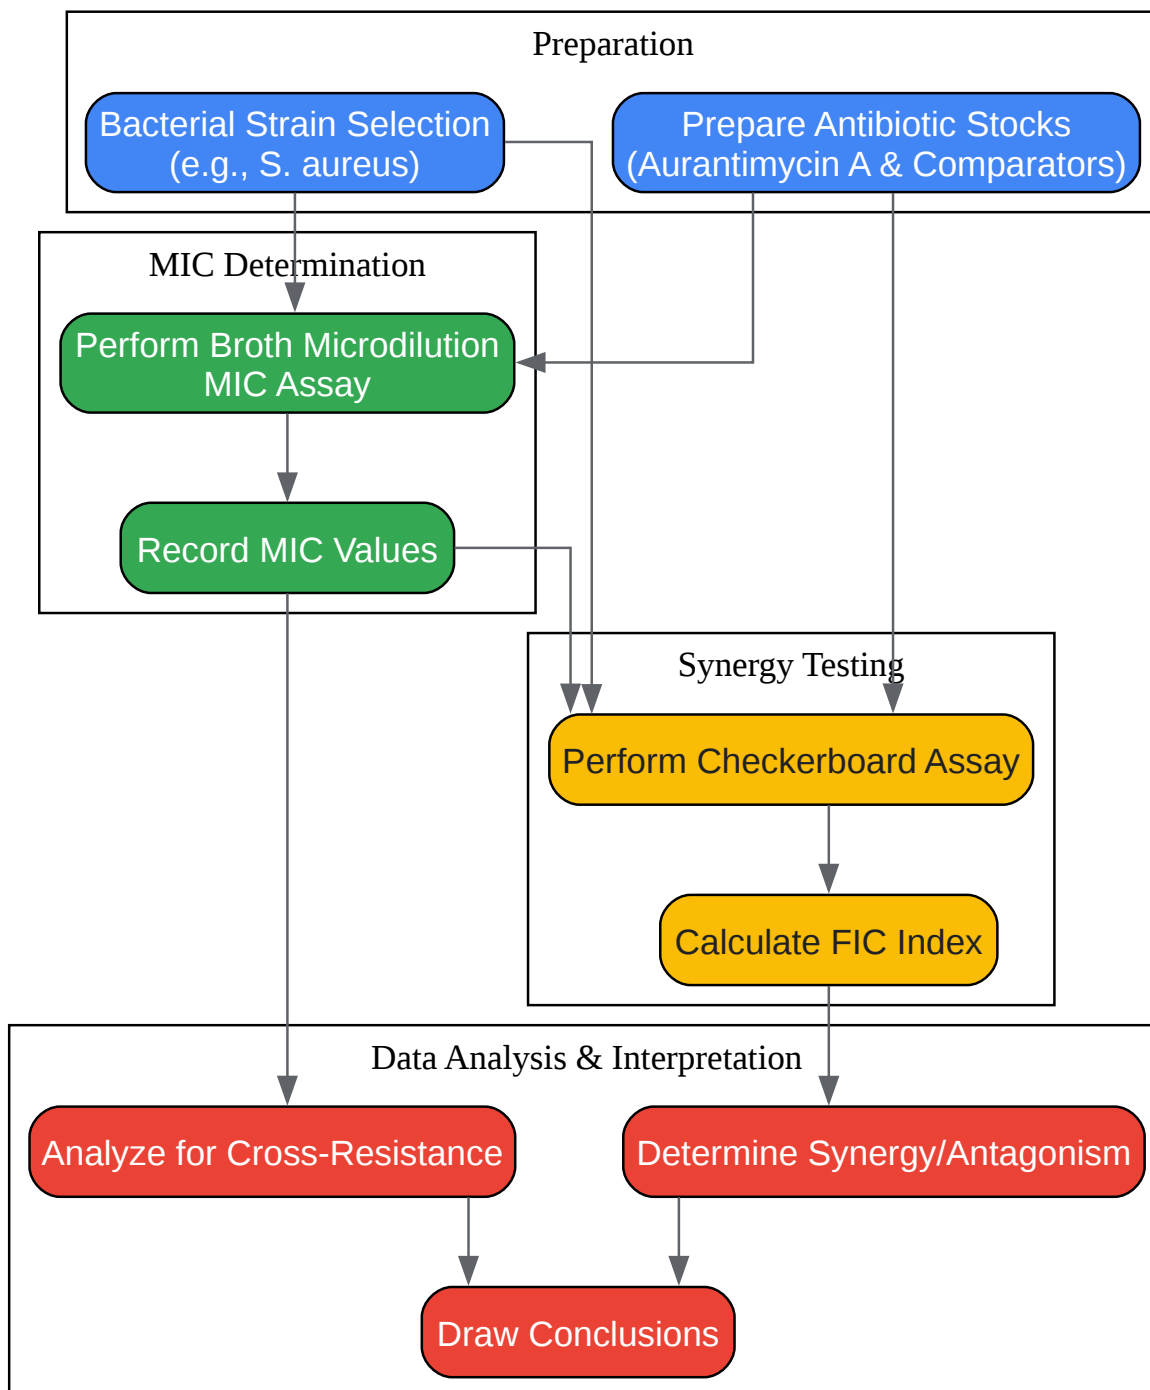 Preparation
Bacterial Strain Selection
(e.g., S. aureus)
Prepare Antibiotic Stocks
(Aurantimycin A & Comparators)
MIC Determination
Perform Broth Microdilution
MIC Assay
Record MIC Values
Synergy Testing
Perform Checkerboard Assay
Calculate FIC Index
Data Analysis & Interpretation
Analyze for Cross-Resistance
Determine Synergy/Antagonism
Draw Conclusions